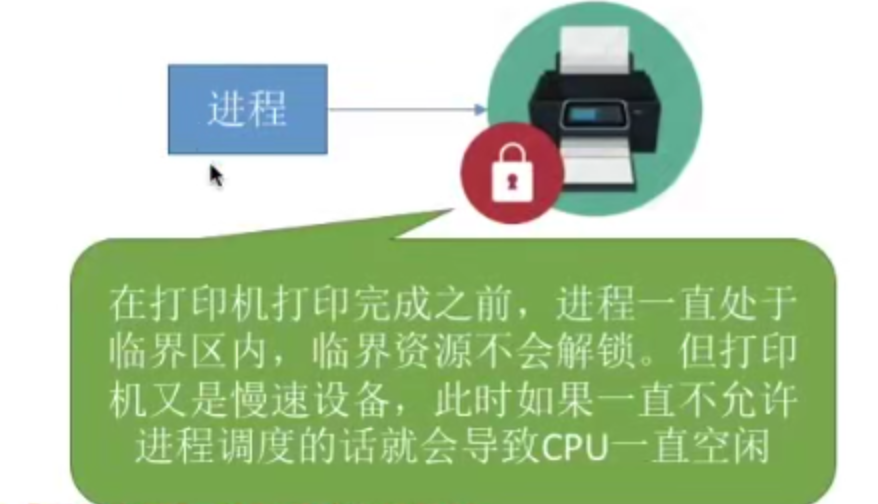 进程
在打印机打印完成之前，进程一直处于
临界区内，临界资源不会解锁。但打印
机又是慢速设备，此时如果一直不允许
进程调度的话就会导致CPU一直空闲